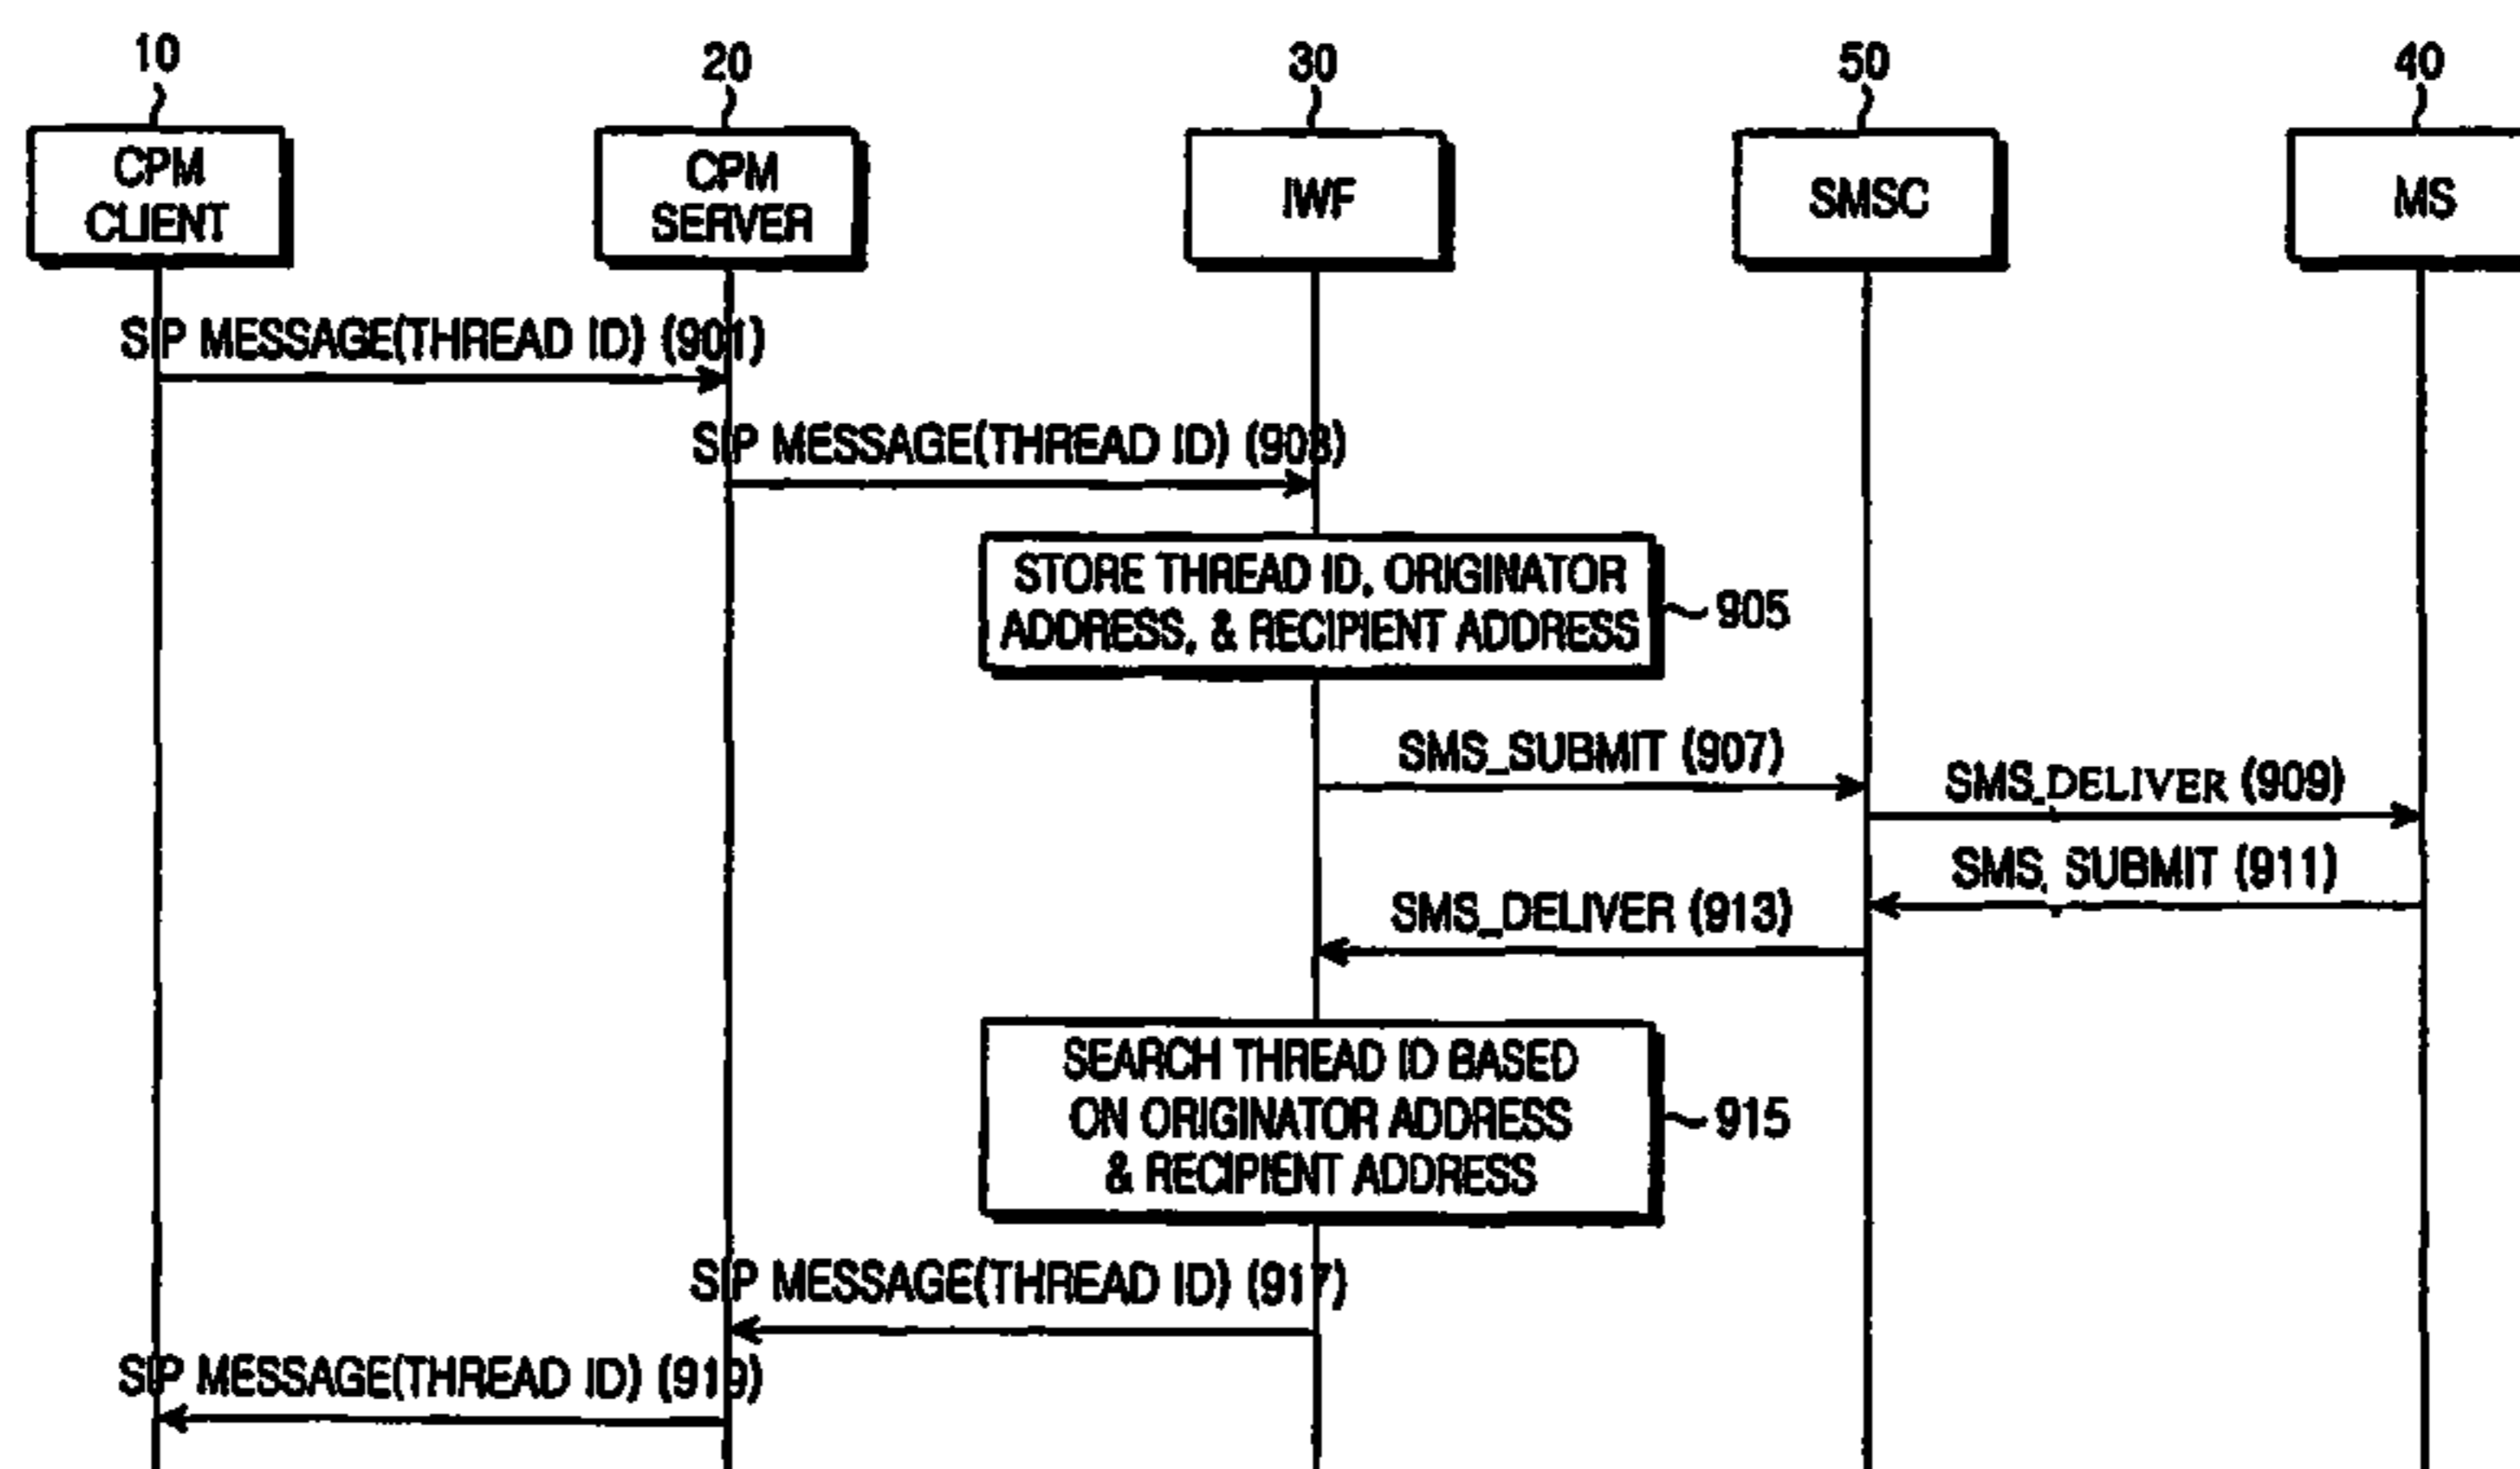 10
20
30
50
40
CPM
CLIENT
CPM
SERVER
IWF
SMSC
MS
SIP MESSAGE(THREAD ID) (901)
SIP MESSAGE(THREAD ID) (903)
STORE THREAD ID, ORIGINATOR
ADDRESS, & RECIPIENT ADDRESS
905
SMS_SUBMIT (907)
SMS_DELIVER (909)
SMS_SUBMIT (911)
SMS_DELIVER (913)
SEARCH THREAD ID BASED
ON ORIGINATOR ADDRESS
& RECIPIENT ADDRESS
915
SIP MESSAGE(THREAD ID) (917)
SIP MESSAGE(THREAD ID) (919)